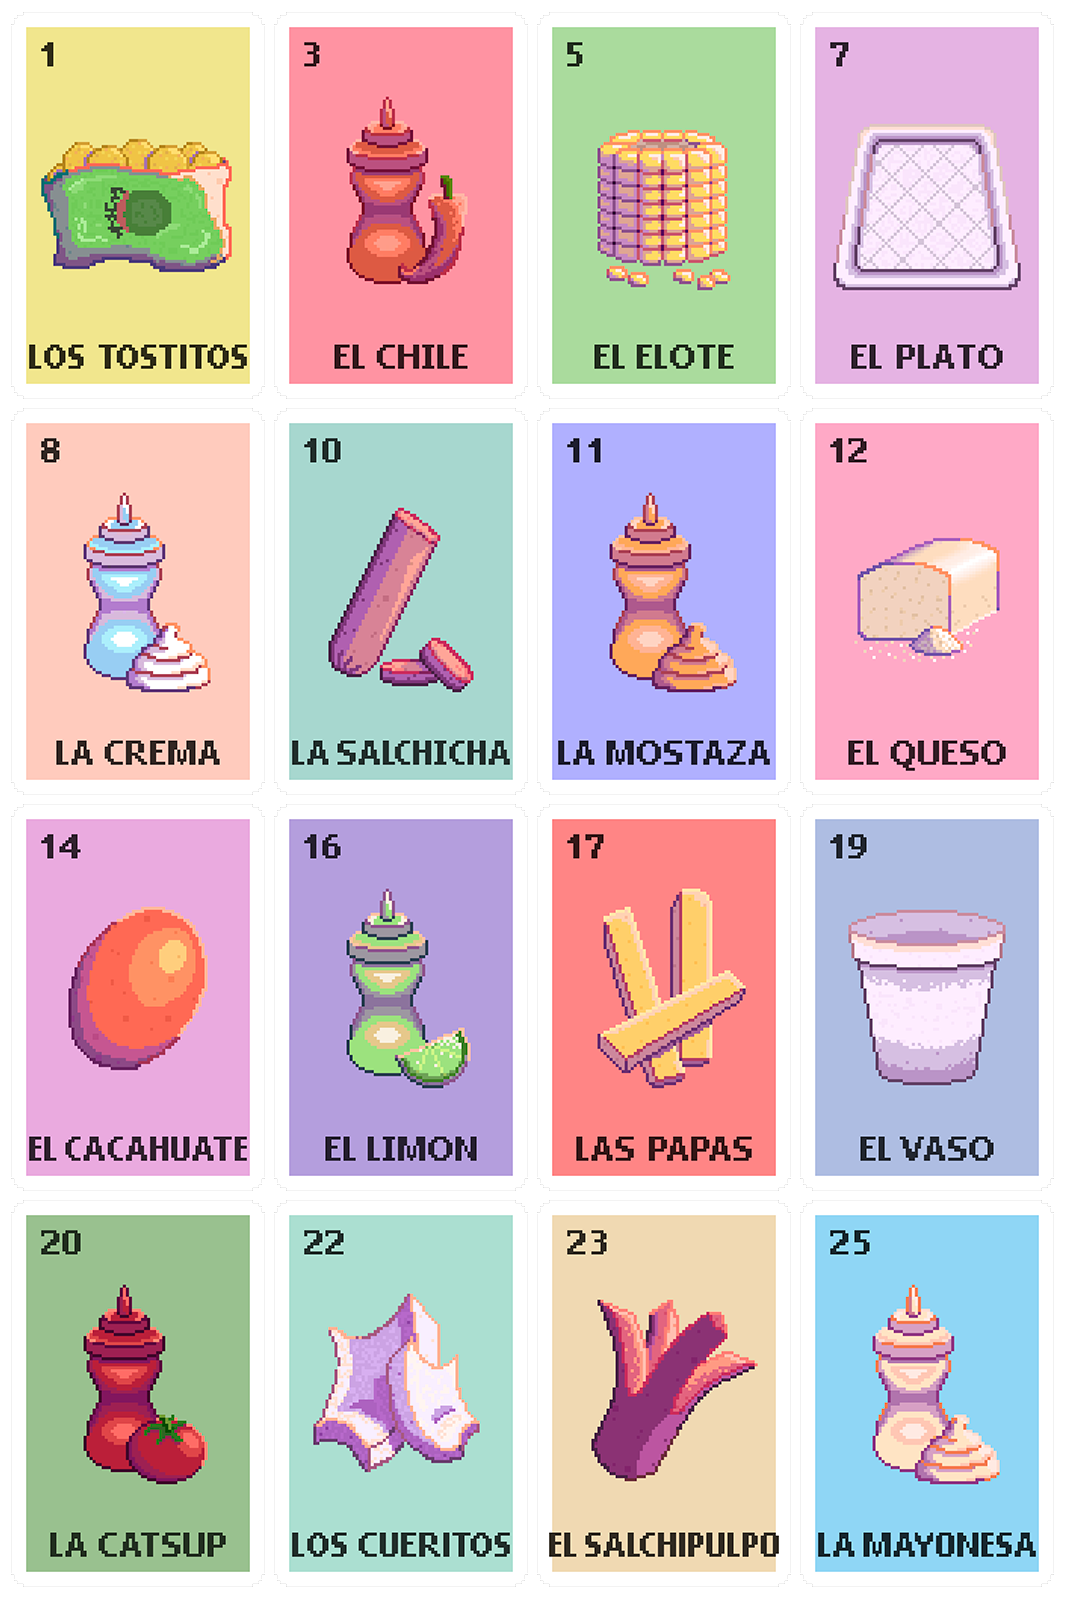 1
LOS TOSTITOS
3
EL CHILE
5
EL ELOTE
7
EL PLATO
8
LA CREMA
10
LA SALCHICHA
11
LA MOSTAZA
12
EL QUESO
14
EL CACAHUATE
16
EL LIMON
17
LAS PAPAS
19
EL VASO
20
LA CATSUP
22
LOS CUERITOS
23
EL SALCHIPULPO
25
LA MAYONESA